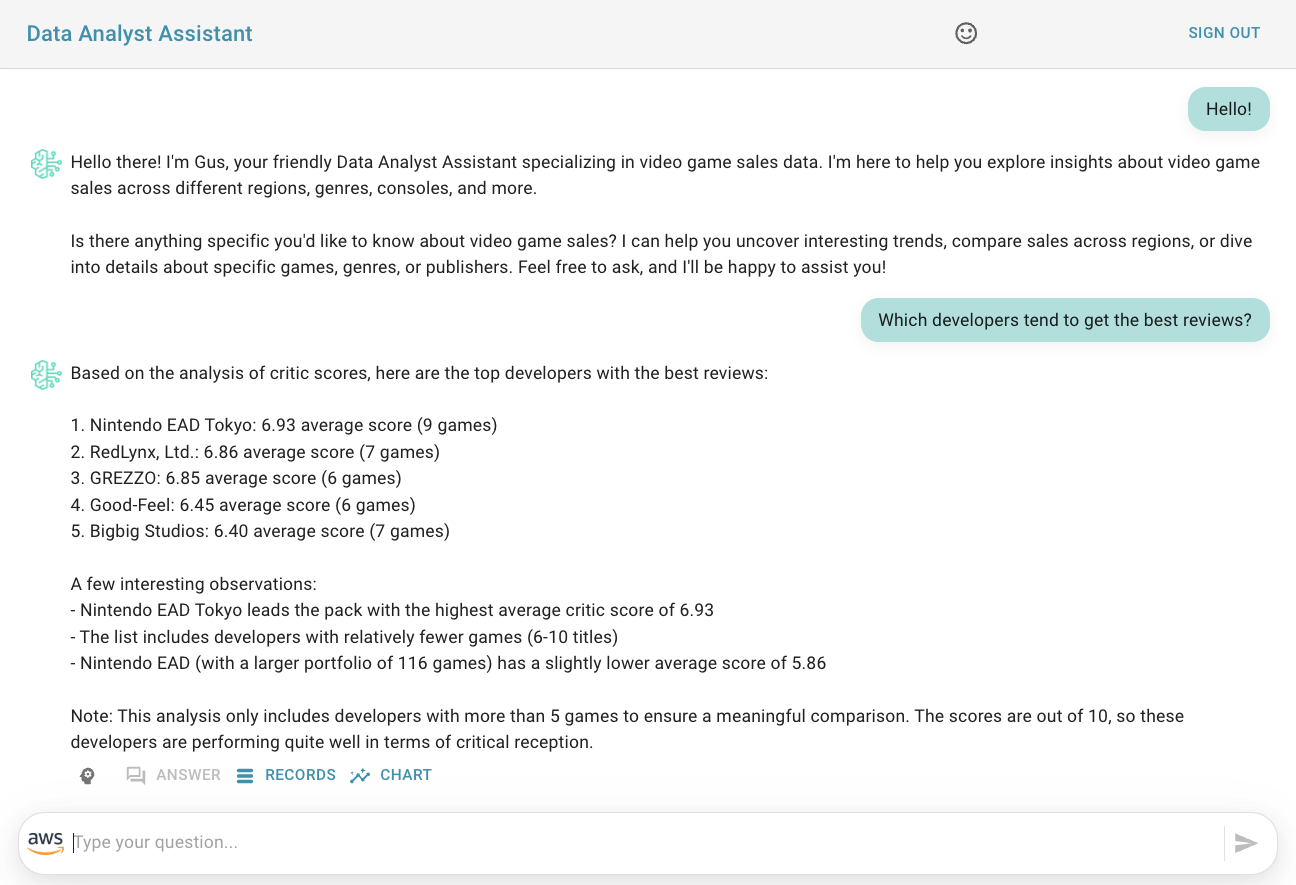 Data Analyst Assistant
SIGN OUT
Hello!
Hello there! I'm Gus, your friendly Data Analyst Assistant specializing in video game sales data. I'm here to help you explore insights about video game
sales across different regions, genres, consoles, and more.
Is there anything specific you'd like to know about video game sales? I can help you uncover interesting trends, compare sales across regions, or dive
into details about specific games, genres, or publishers. Feel free to ask, and I'll be happy to assist you!
Which developers tend to get the best reviews?
Based on the analysis of critic scores, here are the top developers with the best reviews:
1. Nintendo EAD Tokyo: 6.93 average score (9 games)
2. RedLynx, Ltd.: 6.86 average score (7 games)
3. GREZZO: 6.85 average score (6 games)
4. Good-Feel: 6.45 average score (6 games)
5. Bigbig Studios: 6.40 average score (7 games)
A few interesting observations:
- Nintendo EAD Tokyo leads the pack with the highest average critic score of 6.93
- The list includes developers with relatively fewer games (6-10 titles)
- Nintendo EAD (with a larger portfolio of 116 games) has a slightly lower average score of 5.86
Note: This analysis only includes developers with more than 5 games to ensure a meaningful comparison. The scores are out of 10, so these
developers are performing quite well in terms of critical reception.
ANSWER RECORDS CHART
aws Type your question...